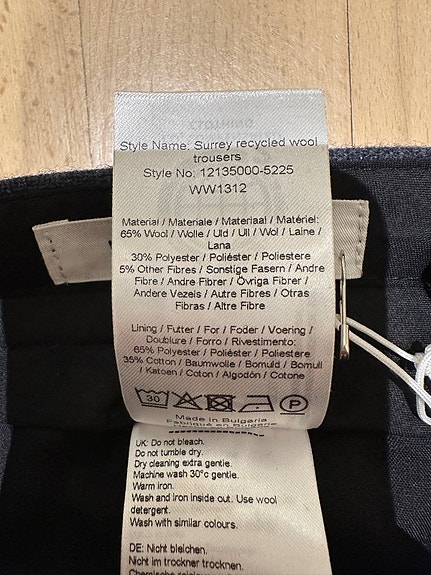 Style Name: Surrey recycled wool
trousers
Style No: 12135000-5225
WW1312
Material / Materiale / Materiaal / Matériel:
65% Wool / Wolle / Uld / Ull / Wol / Laine /
Lana
30% Polyester / Poliéster / Poliestere
5% Other Fibres / Sonstige Fasern / Andre
Fibre / Andre Fibrer / Övriga Fibrer /
Andere Vezeis / Autre Fibres / Otras
Fibras / Altre Fibre
Lining / Futter / For / Foder / Voering /
Doublure / Forro / Rivestimento:
65% Polyester / Poliéster / Poliestere
35% Cotton / Baumwolle / Bomuld / Bomull
/ Katoen / Coton / Algodón / Cotone
30 P
Made in Bulgaria
Fabriqué en Bulgarie
UK: Do not bleach.
Do not tumble dry.
Dry cleaning extra gentle.
Machine wash 30°c gentle.
Warm iron.
Wash and iron inside out. Use wool
detergent.
Wash with similar colours.
DE: Nicht bleichen.
Nicht im trockner trocknen.